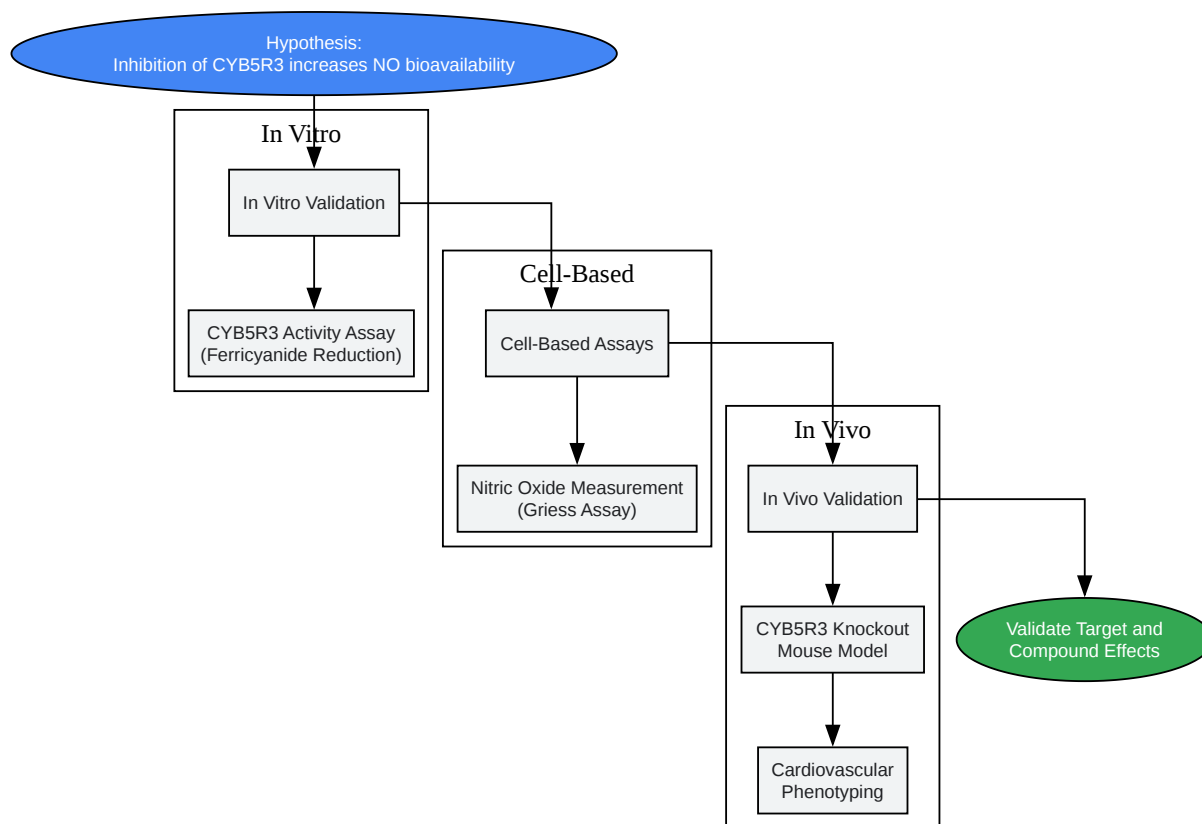 Hypothesis:
Inhibition of CYB5R3 increases NO bioavailability
In Vitro
In Vitro Validation
CYB5R3 Activity Assay
(Ferricyanide Reduction)
Cell-Based
Cell-Based Assays
Nitric Oxide Measurement
(Griess Assay)
In Vivo
In Vivo Validation
CYB5R3 Knockout
Mouse Model
Validate Target and
Compound Effects
Cardiovascular
Phenotyping